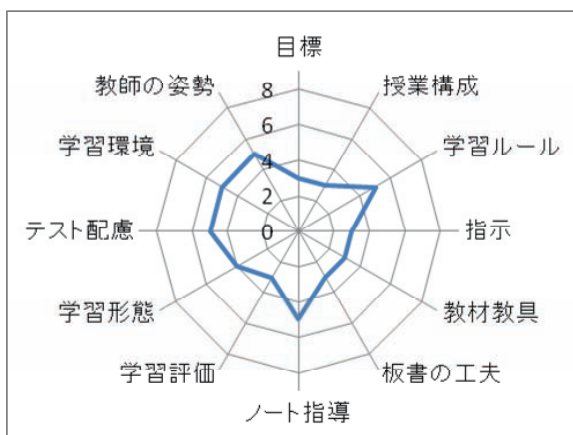 目標
教師の姿勢
授業構成
8
学習環境
6
学習ルール
4
2
テスト配慮
0
指示
学習形態
教材教具
学習評価
板書の工夫
ノート指導